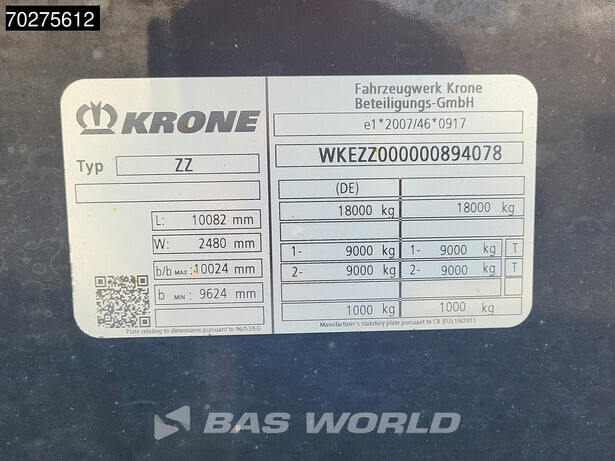 70275612
KRONE
Typ ZZ
L: 10082 mm
W: 2480 mm
b/b MAX: 10024 mm
b MIN: 9624 mm
Plate relating to dimensions pursuant to 96/53/EG
Fahrzeugwerk Krone
Beteiligungs-GmbH
e1*2007/46*0917
WKEZZ000000894078
(DE)
18000 kg 18000 kg
1- 9000 kg 1- 9000 kg T
2- 9000 kg 2- 9000 kg T
1000 kg 1000 kg
Manufacturer's statutory plate pursuant to CR (EU) 19/2011
BAS WORLD